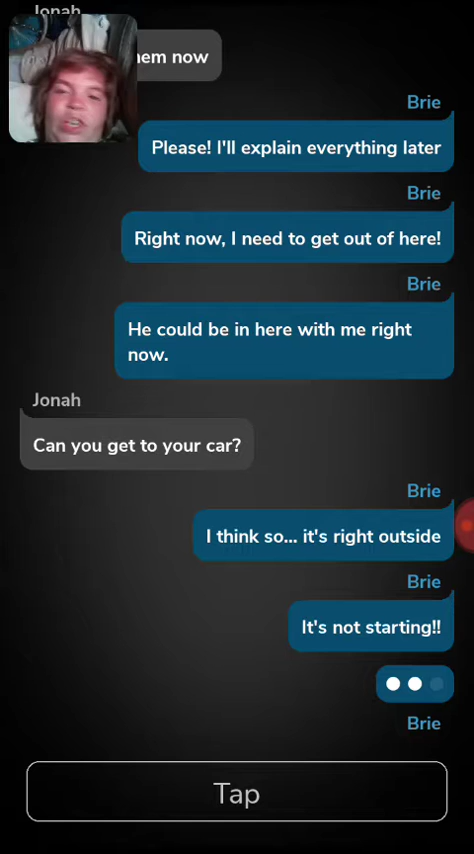 Jonah
em now
Brie
Please! I'll explain everything later
Brie
Right now, I need to get out of here!
Brie
He could be in here with me right
now.
Jonah
Can you get to your car?
Brie
I think so... it's right outside
Brie
It's not starting!!
Brie
Tap